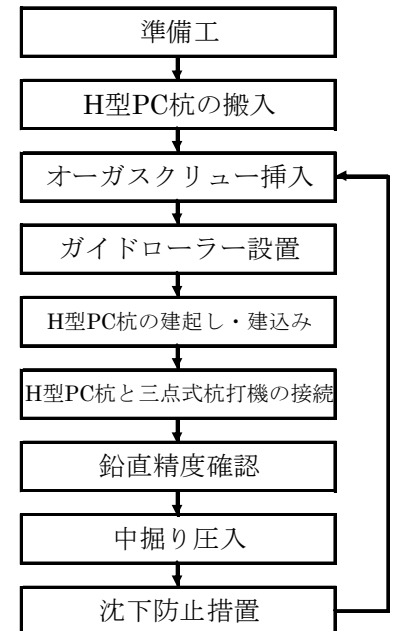 準備工
H型PC杭の搬入
オーガスクリュー挿入
ガイドローラー設置
H型PC杭の建起し・建込み
H型PC杭と三点式杭打機の接続
鉛直精度確認
中掘り圧入
沈下防止措置